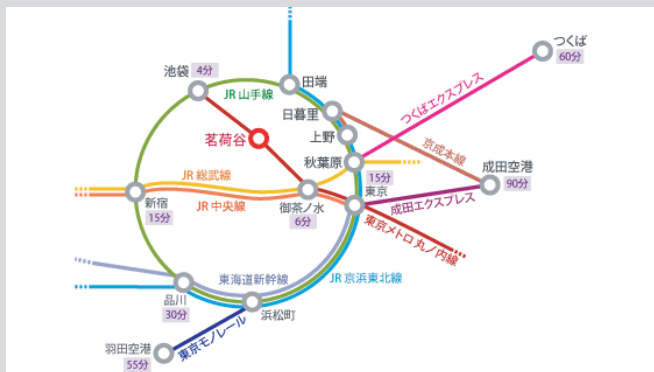 つくば
60分
池袋 4分
田端
JR 山手線
つくばエクスプレス
日暮里
上野
茗荷谷
京成本線
秋葉原
15分
成田空港
90分
JR 総武線
新宿
15分
JR 中央線
御茶ノ水
6分
東京
成田エクスプレス
東京メトロ 丸ノ内線
東海道新幹線
JR 京浜東北線
品川
30分
浜松町
東京モノレール
羽田空港
55分